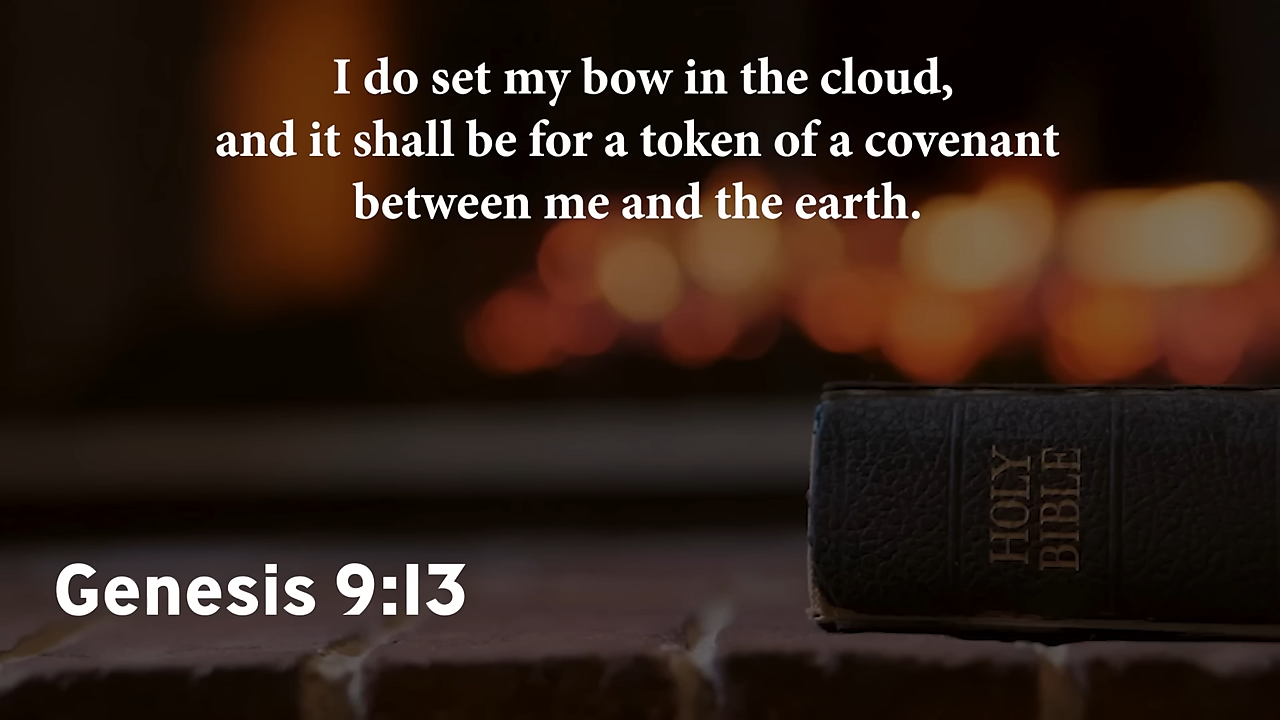 I do set my bow in the cloud,
and it shall be for a token of a covenant
between me and the earth.
HOLY
BIBLE
Genesis 9:13